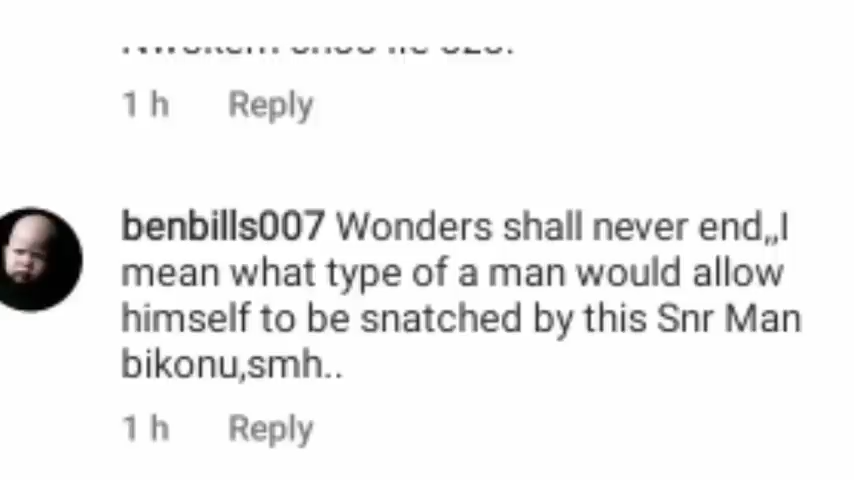 1 h Reply
benbills007 Wonders shall never end,,I
mean what type of a man would allow
himself to be snatched by this Snr Man
bikonu,smh..
1 h Reply